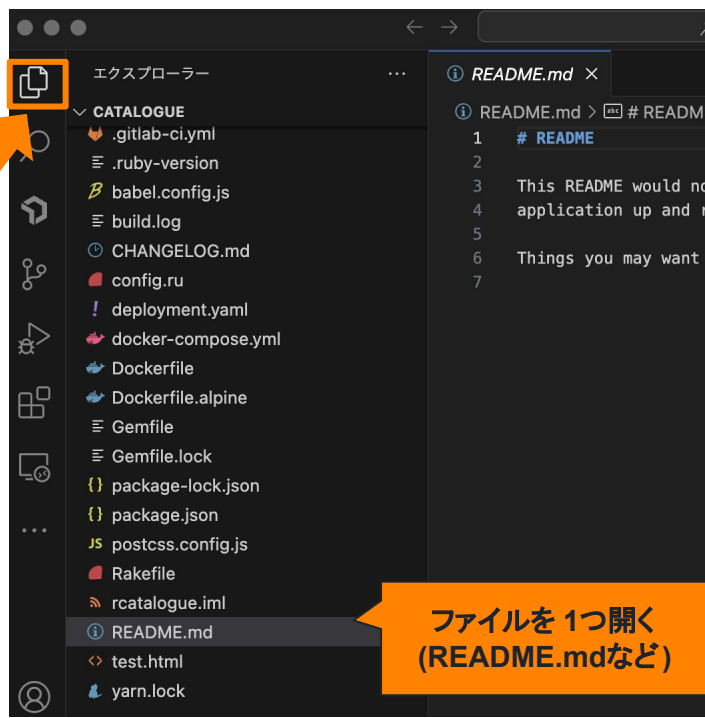 エクスプローラー
CATALOGUE
.gitlab-ci.yml
.ruby-version
babel.config.js
build.log
CHANGELOG.md
config.ru
deployment.yaml
docker-compose.yml
Dockerfile
Dockerfile.alpine
Gemfile
Gemfile.lock
package-lock.json
package.json
JS postcss.config.js
Rakefile
rcatalogue.iml
README.md
test.html
yarn.lock
README.md
README.md > abc # READM
1 # README
2
3 This README would no
4 application up and r
5
6 Things you may want
7
ファイルを 1つ開く
(README.mdなど)